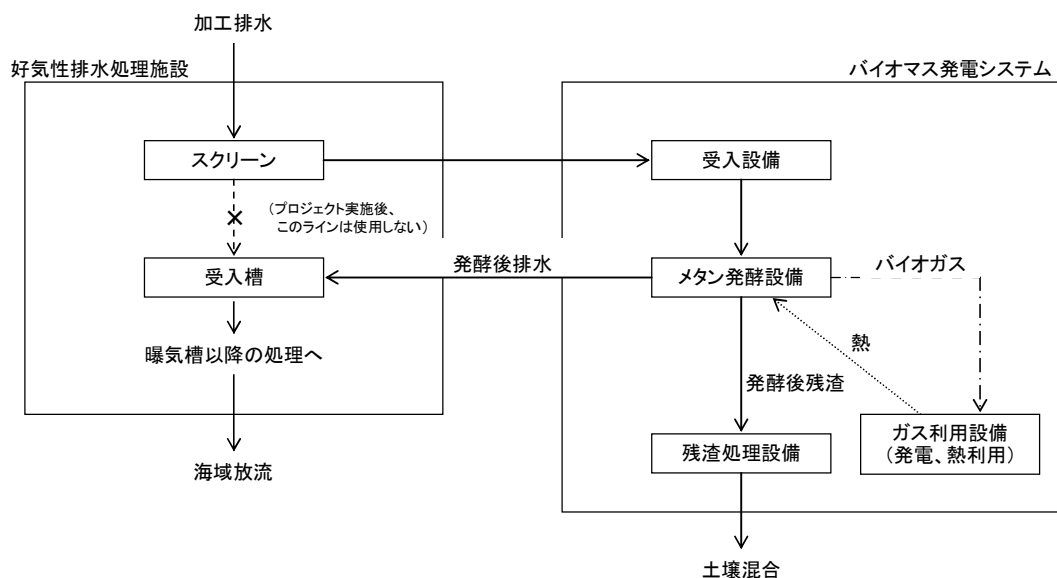 加工排水
好気性排水処理施設
バイオマス発電システム
スクリーン
受入設備
（プロジェクト実施後、
このラインは使用しない）
発酵後排水
バイオガス
受入槽
メタン発酵設備
熱
曝気槽以降の処理へ
発酵後残渣
ガス利用設備
（発電、熱利用）
残渣処理設備
海域放流
土壌混合